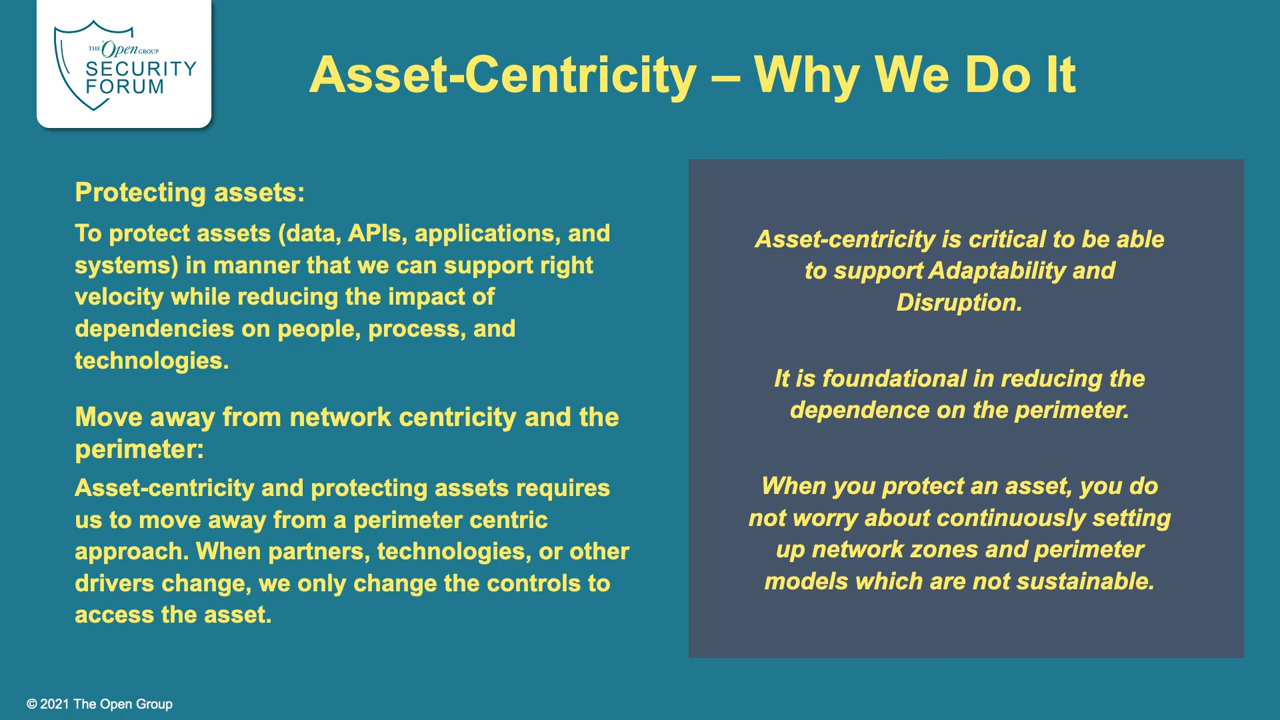 THE Open GROUP
SECURITY
FORUM
Asset-Centricity – Why We Do It
Protecting assets:
To protect assets (data, APIs, applications, and
systems) in manner that we can support right
velocity while reducing the impact of
dependencies on people, process, and
technologies.
Move away from network centricity and the
perimeter:
Asset-centricity and protecting assets requires
us to move away from a perimeter centric
approach. When partners, technologies, or other
drivers change, we only change the controls to
access the asset.
Asset-centricity is critical to be able
to support Adaptability and
Disruption.
It is foundational in reducing the
dependence on the perimeter.
When you protect an asset, you do
not worry about continuously setting
up network zones and perimeter
models which are not sustainable.
© 2021 The Open Group